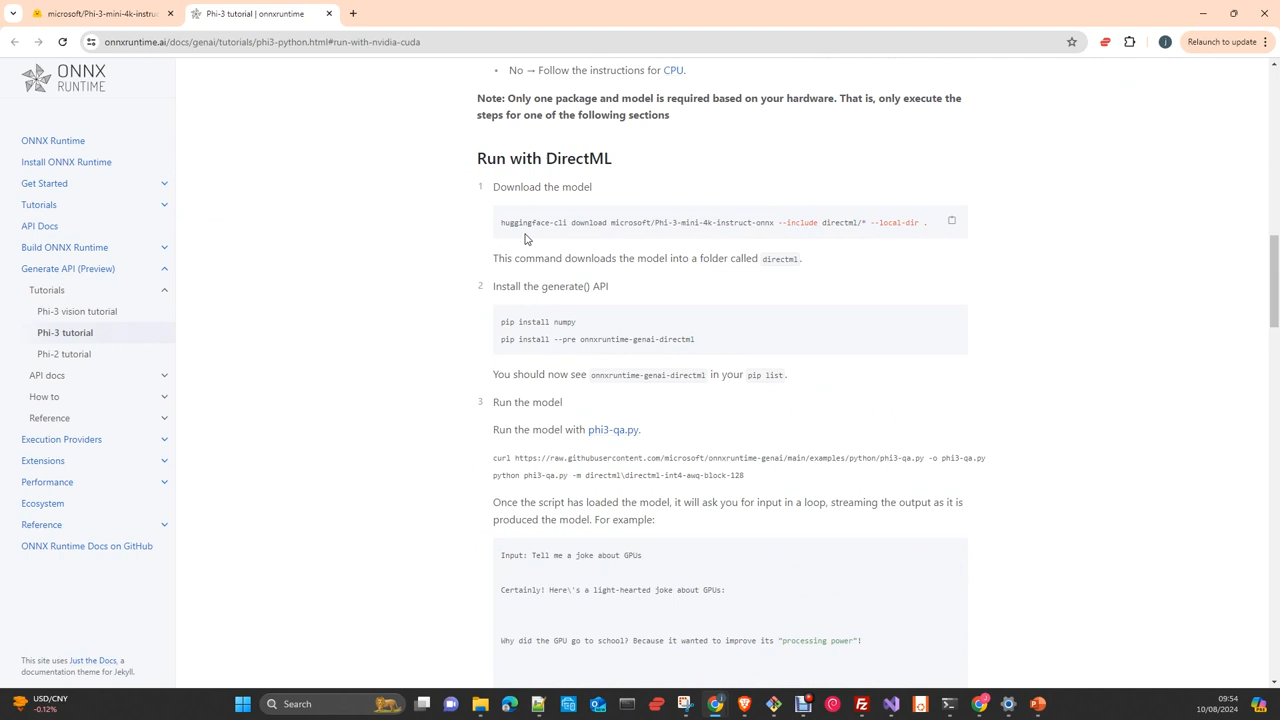 microsoft/Phi-3-mini-4k-instruc
Phi-3 tutorial | onnxruntime
onnxruntime.ai/docs/genai/tutorials/phi3-python.html#run-with-nvidia-cuda
Relaunch to update
ONNX
RUNTIME
ONNX Runtime
Install ONNX Runtime
Get Started
Tutorials
API Docs
Build ONNX Runtime
Generate API (Preview)
Tutorials
Phi-3 vision tutorial
Phi-3 tutorial
Phi-2 tutorial
API docs
How to
Reference
Execution Providers
Extensions
Performance
Ecosystem
Reference
ONNX Runtime Docs on GitHub
This site uses Just the Docs, a
documentation theme for Jekyll.
No → Follow the instructions for CPU.
Note: Only one package and model is required based on your hardware. That is, only execute the
steps for one of the following sections
Run with DirectML
1 Download the model
huggingface-cli download microsoft/Phi-3-mini-4k-instruct-onnx --include directml/* --local-dir .
This command downloads the model into a folder called directml.
2 Install the generate() API
pip install numpy
pip install --pre onnxruntime-genai-directml
You should now see onnxruntime-genai-directml in your pip list.
3 Run the model
Run the model with phi3-qa.py.
curl https://raw.githubusercontent.com/microsoft/onnxruntime-genai/main/examples/python/phi3-qa.py -o phi3-qa.py
python phi3-qa.py -m directml\directml-int4-awq-block-128
Once the script has loaded the model, it will ask you for input in a loop, streaming the output as it is
produced the model. For example:
Input: Tell me a joke about GPUs
Certainly! Here\'s a light-hearted joke about GPUs:
Why did the GPU go to school? Because it wanted to improve its "processing power"!
USD/CNY
-0.12%
Search
09:54
10/08/2024